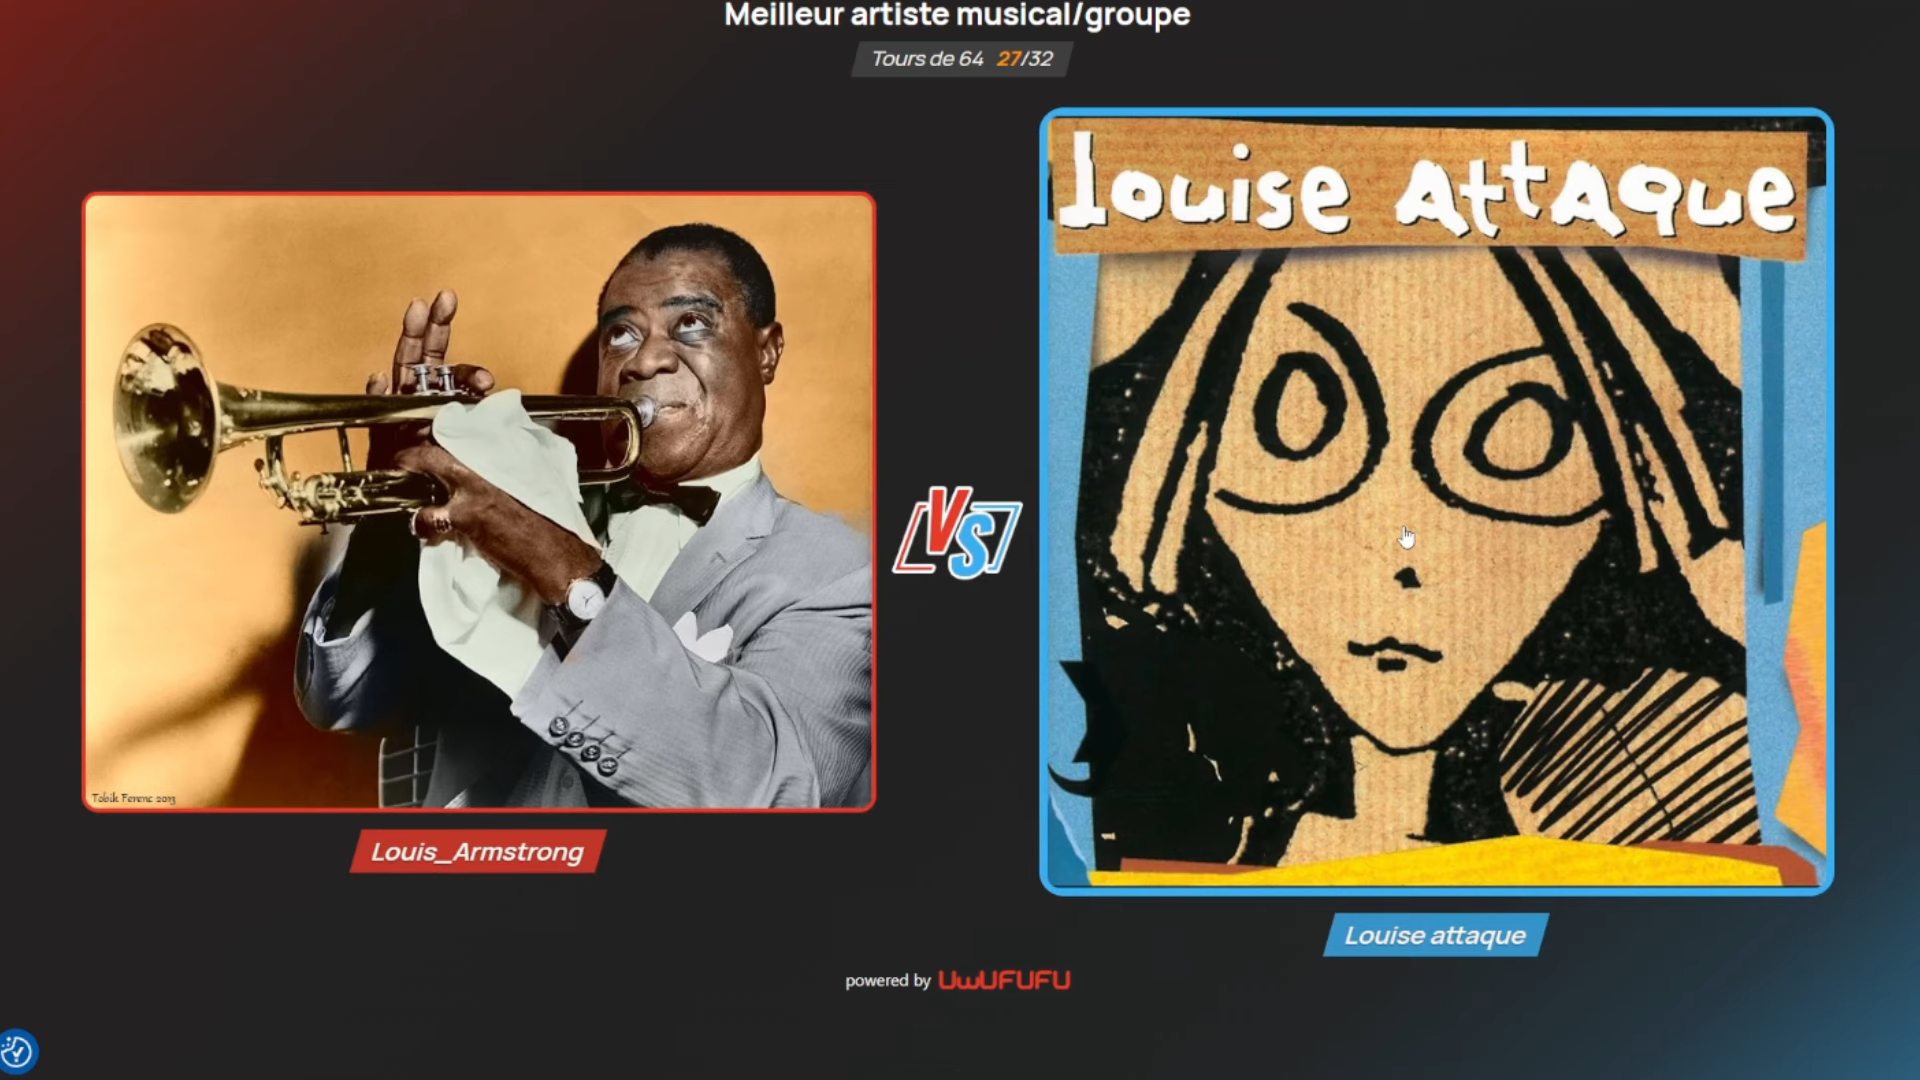 Meilleur artiste musical/groupe
Tours de 64 27/32
louise AttAque
VS
Tobik Ferenc 2013
Louis_Armstrong
Louise attaque
powered by UwUFUFU